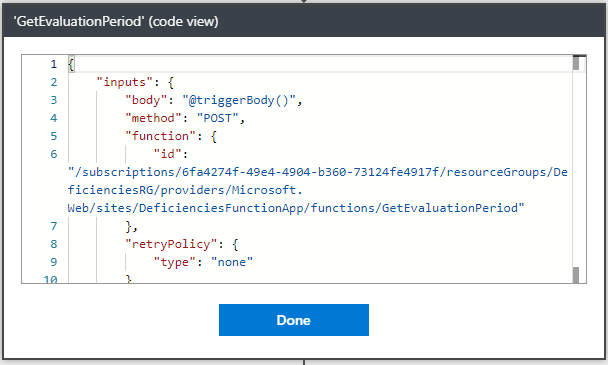 'GetEvaluationPeriod' (code view)
1 {
2 "inputs": {
3 "body": "@triggerBody()",
4 "method": "POST",
5 "function": {
6 "id":
"/subscriptions/6fa4274f-49e4-4904-b360-73124fe4917f/resourceGroups/De
ficienciesRG/providers/Microsoft.
Web/sites/DeficienciesFunctionApp/functions/GetEvaluationPeriod"
7 },
8 "retryPolicy": {
9 "type": "none"
10 }
Done